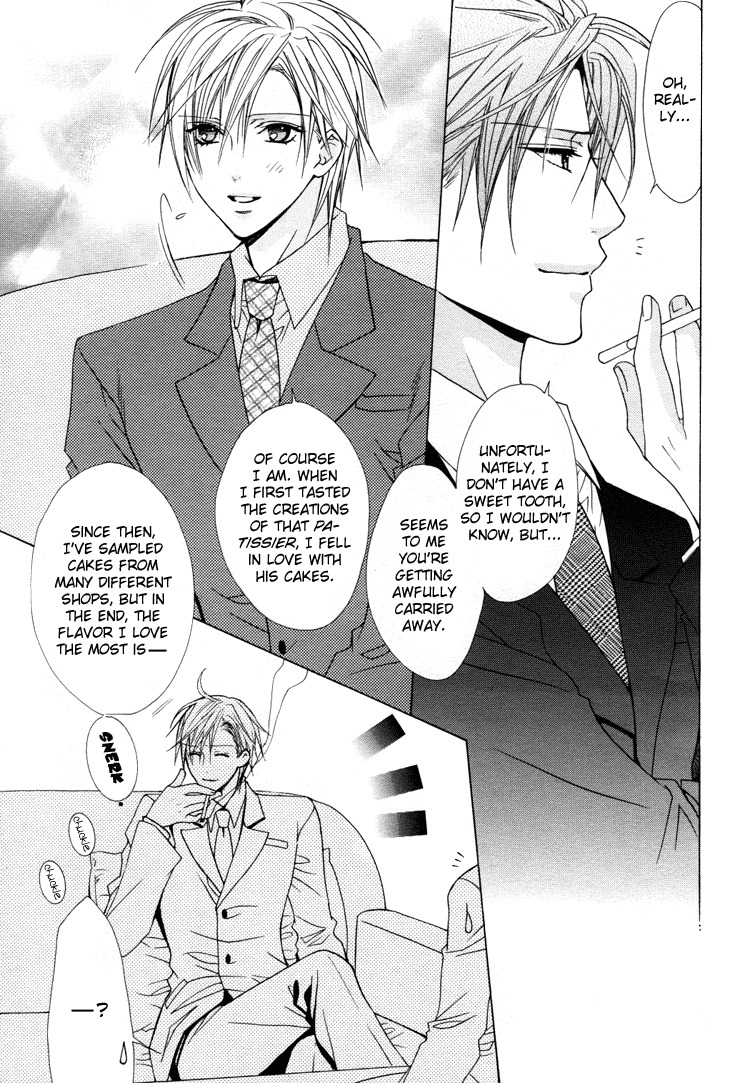 OH,
REAL-
LY...
UNFORTU-
NATELY, I
DON'T HAVE A
SWEET TOOTH,
SO I WOULDN'T
KNOW, BUT...
SEEMS
TO ME
YOU'RE
GETTING
AWFULLY
CARRIED
AWAY.
OF COURSE
I AM. WHEN
I FIRST TASTED
THE CREATIONS
OF THAT PA-
TISSIER, I FELL
IN LOVE WITH
HIS CAKES.
SINCE THEN,
I'VE SAMPLED
CAKES FROM
MANY DIFFERENT
SHOPS, BUT IN
THE END, THE
FLAVOR I LOVE
THE MOST IS—
SNERK
chuckle
chuckle
—?